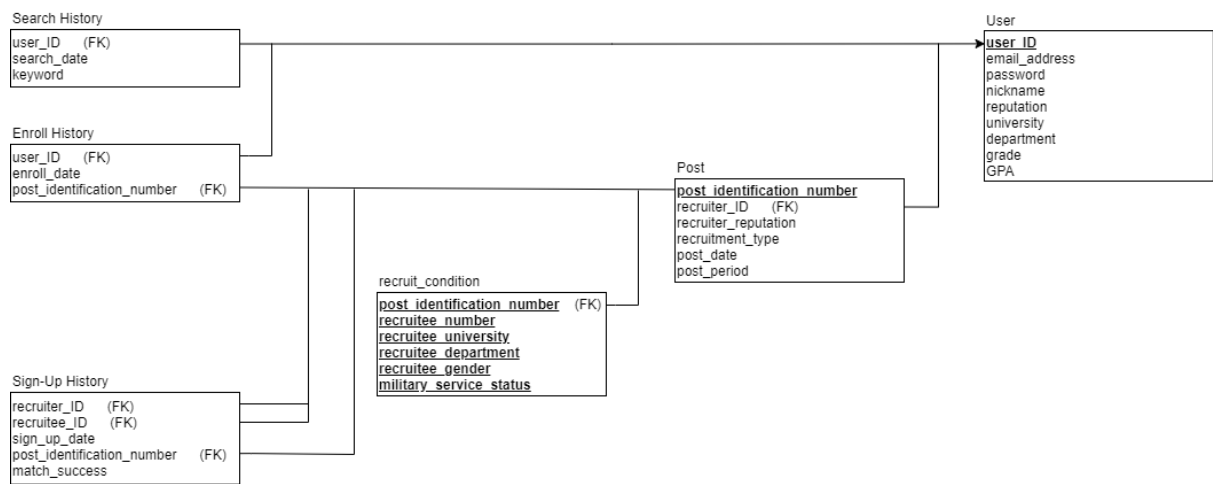 Search History
user_ID (FK)
search_date
keyword
User
user_ID
email_address
password
nickname
reputation
university
department
grade
GPA
Enroll History
user_ID (FK)
enroll_date
post_identification_number (FK)
Post
post_identification_number
recruiter_ID (FK)
recruiter_reputation
recruitment_type
post_date
post_period
recruit_condition
post_identification_number (FK)
recruitee_number
recruitee_university
recruitee_department
recruitee_gender
military_service_status
Sign-Up History
recruiter_ID (FK)
recruitee_ID (FK)
sign_up_date
post_identification_number (FK)
match_success